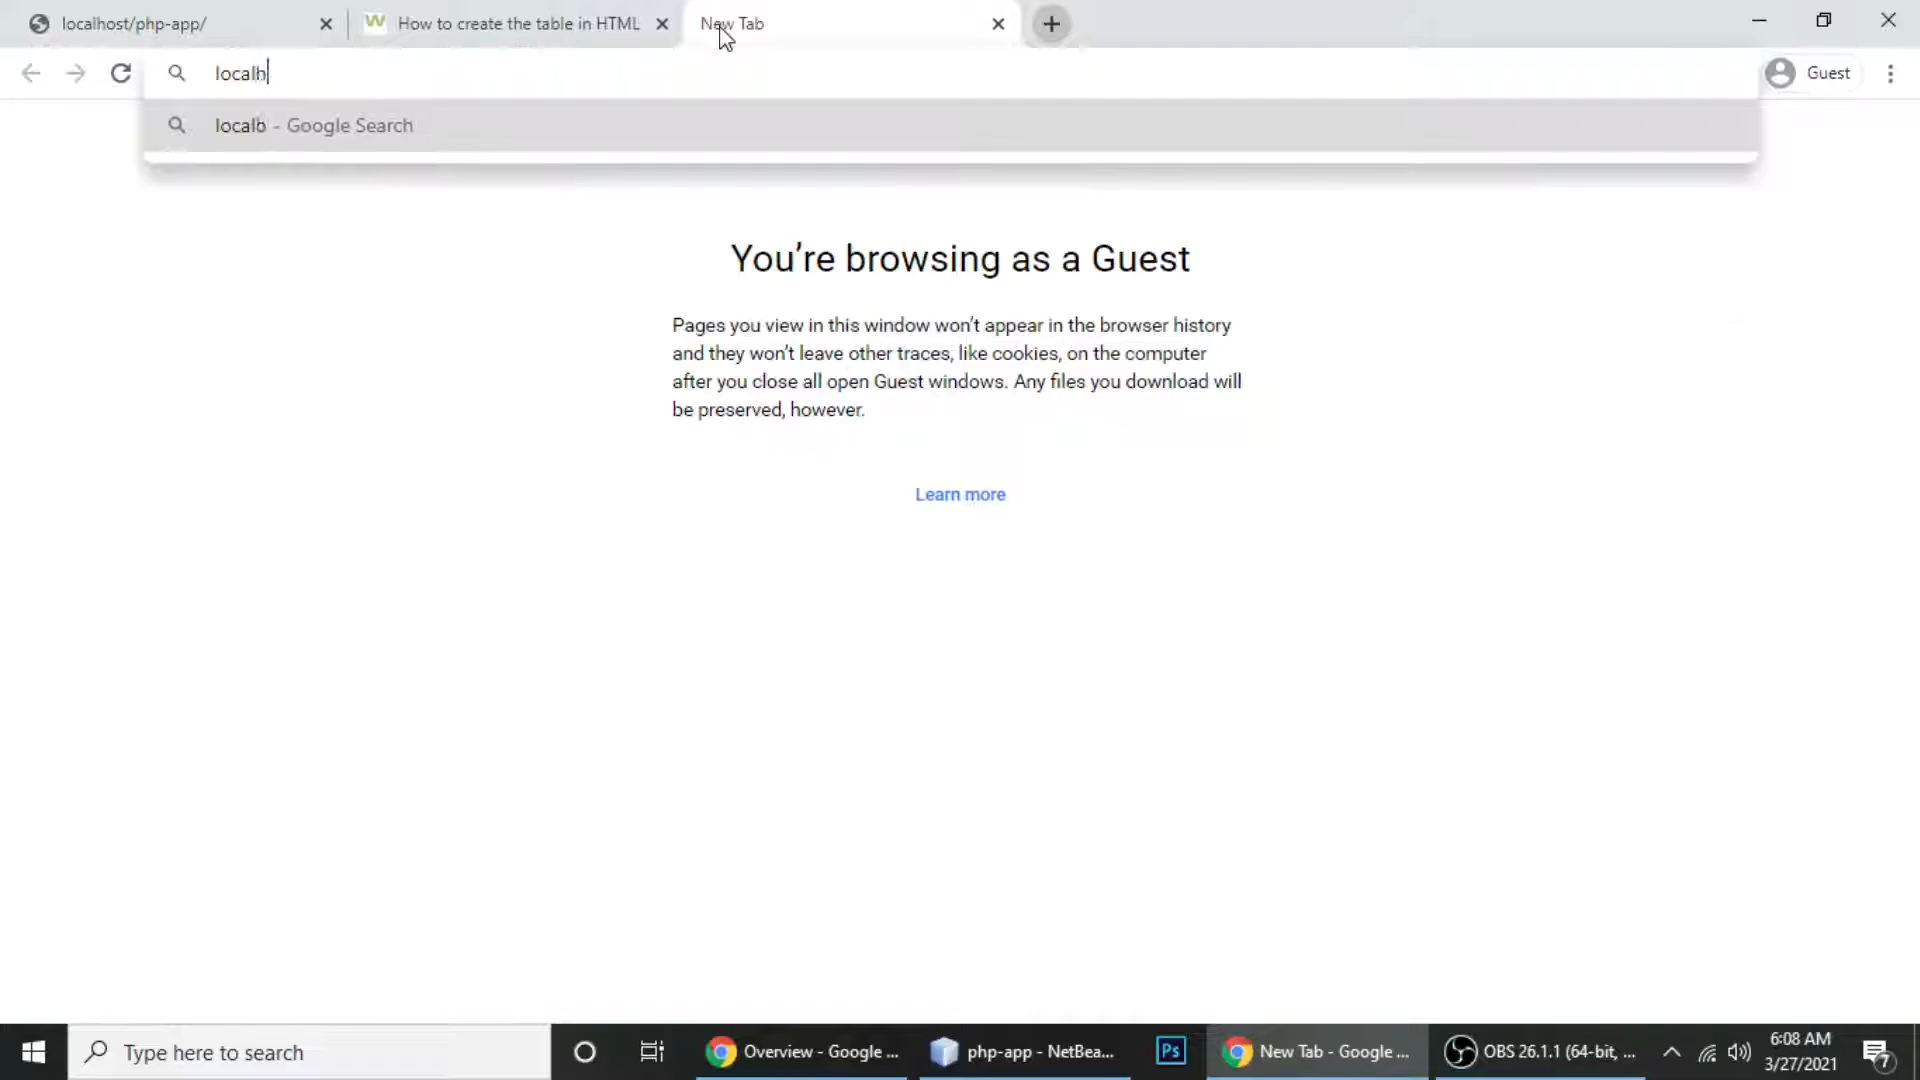 localhost/php-app/
How to create the table in HTML
New Tab
localh
Guest
localb - Google Search
You're browsing as a Guest
Pages you view in this window won't appear in the browser history
and they won't leave other traces, like cookies, on the computer
after you close all open Guest windows. Any files you download will
be preserved, however.
Learn more
Type here to search
Overview - Google ...
php-app - NetBea...
Ps
New Tab - Google ...
OBS 26.1.1 (64-bit, ...
6:08 AM
3/27/2021
7